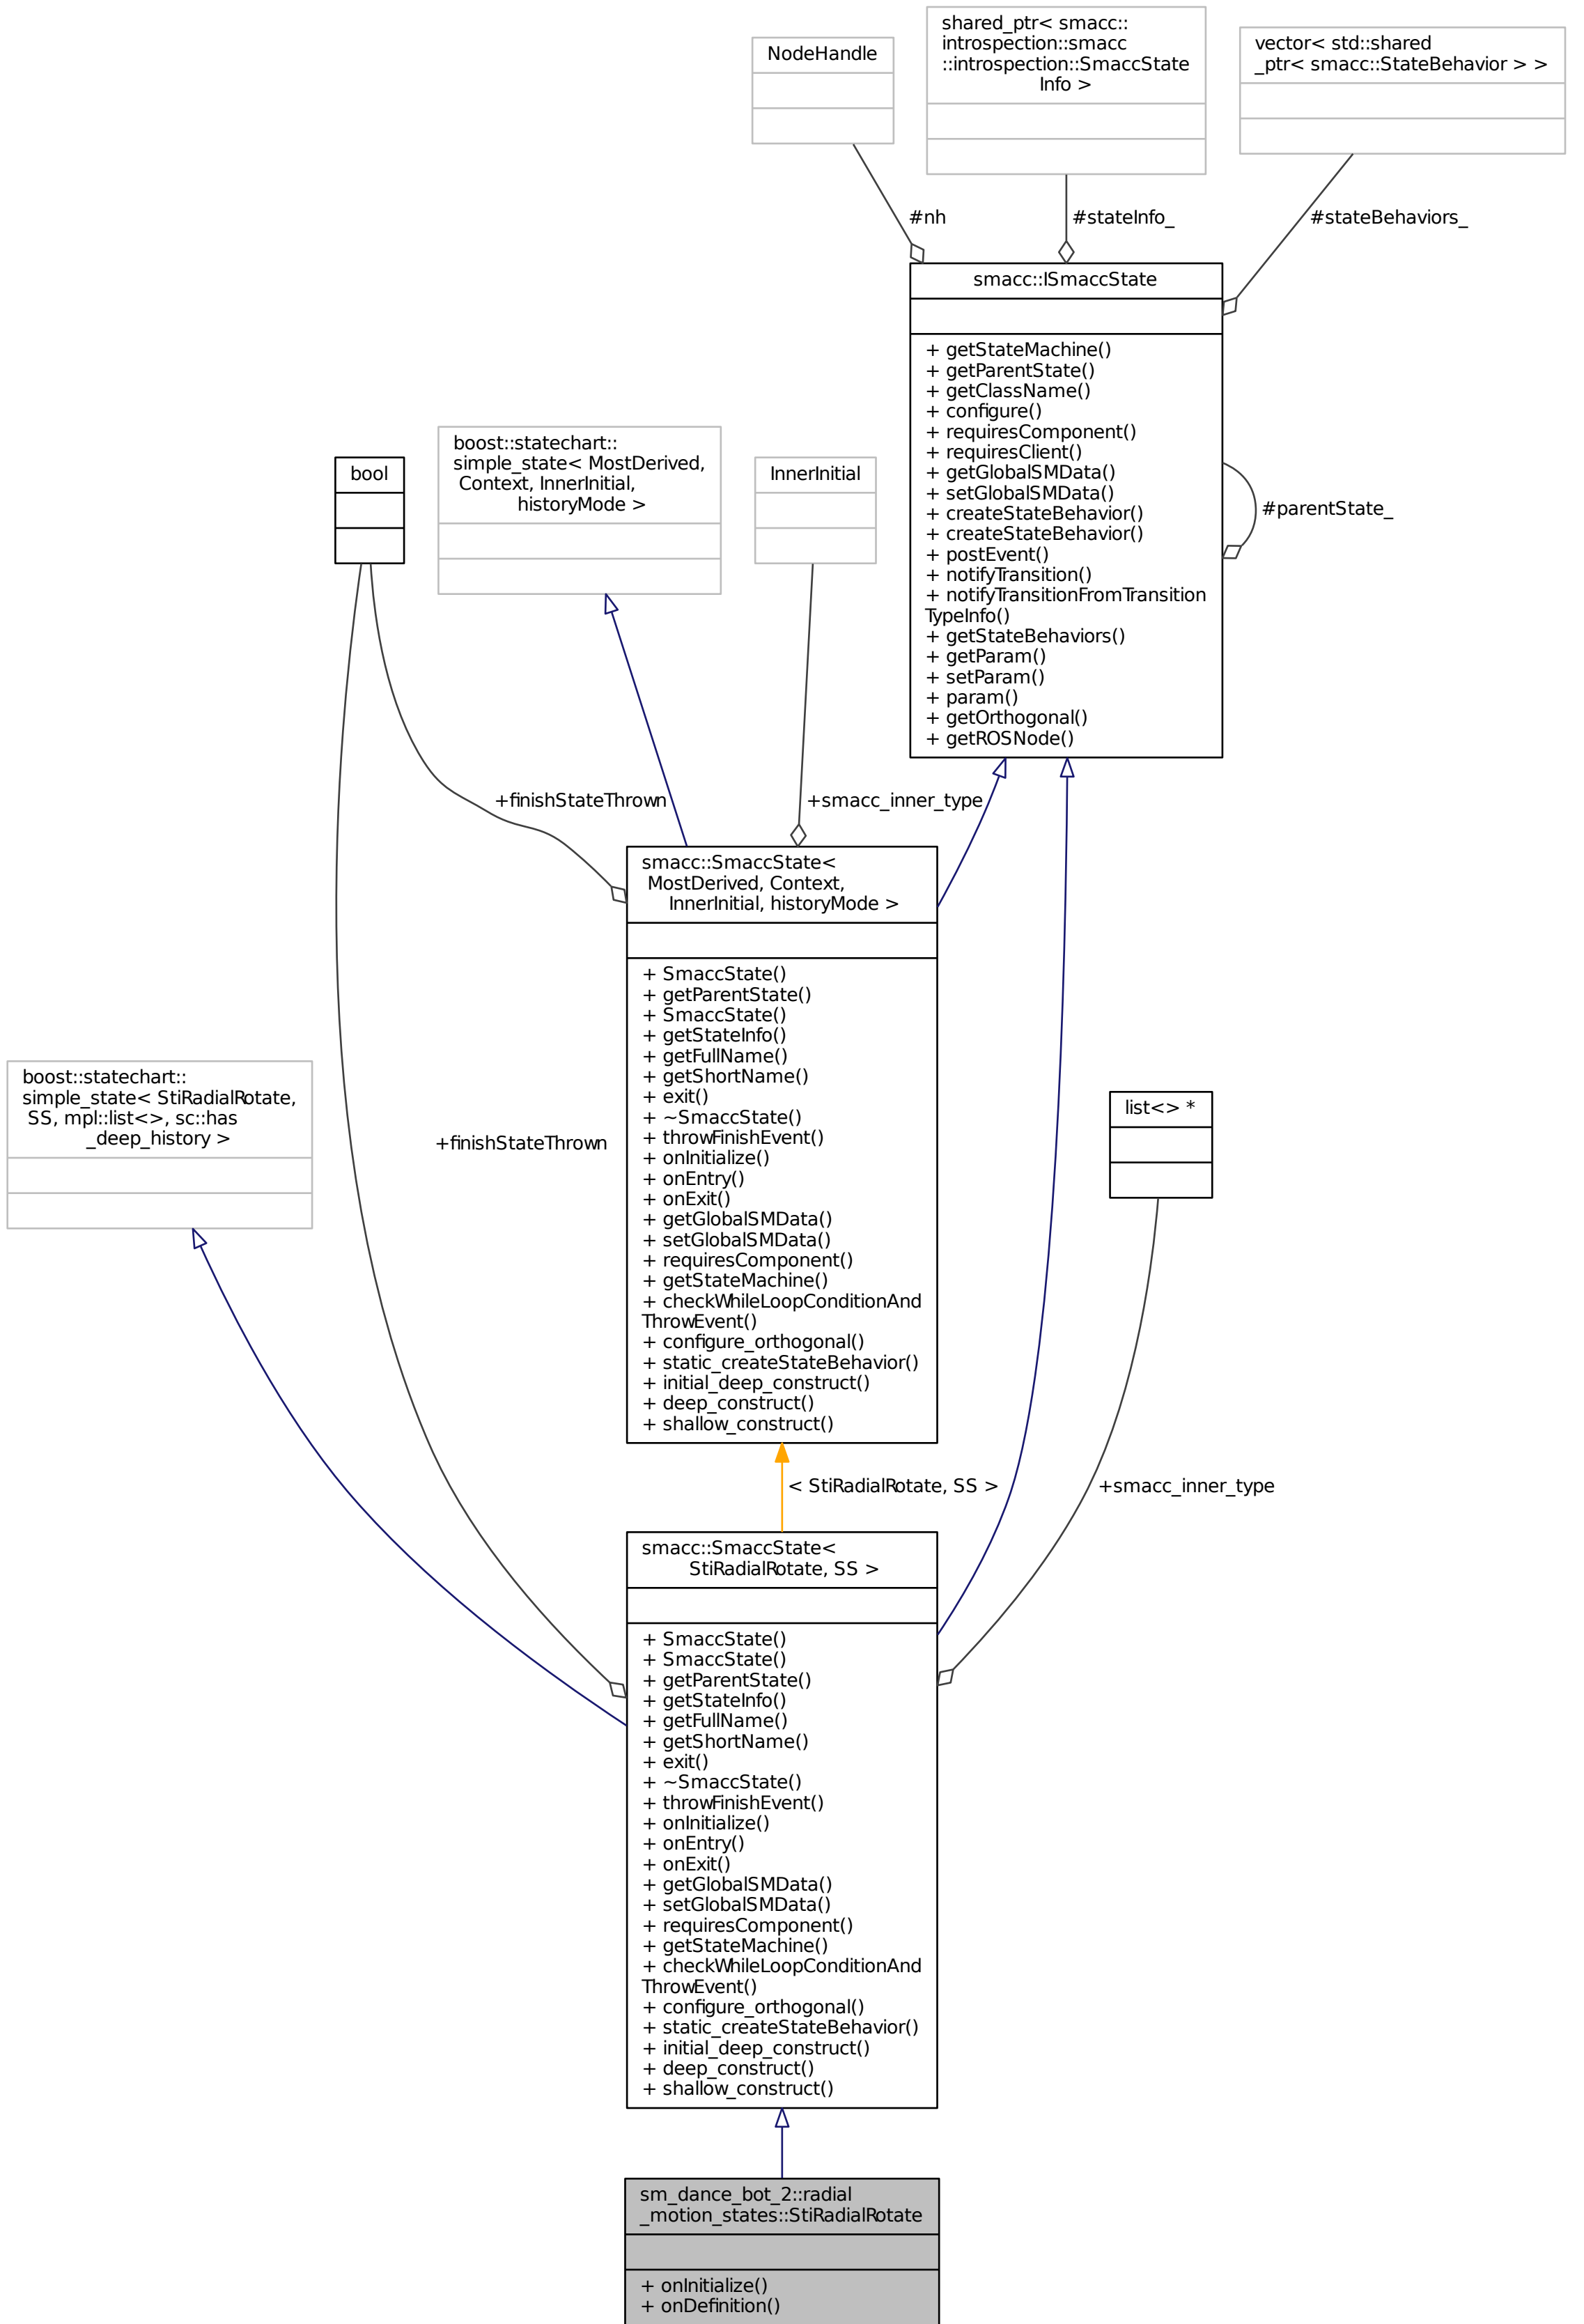 NodeHandle
shared_ptr< smacc::
introspection::smacc
::introspection::SmaccState
Info >
vector< std::shared
_ptr< smacc::StateBehavior > >
#nh
#stateInfo_
#stateBehaviors_
smacc::ISmaccState
+ getStateMachine()
+ getParentState()
+ getClassName()
+ configure()
+ requiresComponent()
+ requiresClient()
+ getGlobalSMData()
+ setGlobalSMData()
+ createStateBehavior()
+ createStateBehavior()
+ postEvent()
+ notifyTransition()
+ notifyTransitionFromTransition
TypeInfo()
+ getStateBehaviors()
+ getParam()
+ setParam()
+ param()
+ getOrthogonal()
+ getROSNode()
#parentState_
bool
boost::statechart::
simple_state< MostDerived,
Context, InnerInitial,
historyMode >
InnerInitial
+finishStateThrown
+smacc_inner_type
smacc::SmaccState<
MostDerived, Context,
InnerInitial, historyMode >
+ SmaccState()
+ getParentState()
+ SmaccState()
+ getStateInfo()
+ getFullName()
+ getShortName()
+ exit()
+ ~SmaccState()
+ throwFinishEvent()
+ onInitialize()
+ onEntry()
+ onExit()
+ getGlobalSMData()
+ setGlobalSMData()
+ requiresComponent()
+ getStateMachine()
+ checkWhileLoopConditionAnd
ThrowEvent()
+ configure_orthogonal()
+ static_createStateBehavior()
+ initial_deep_construct()
+ deep_construct()
+ shallow_construct()
boost::statechart::
simple_state< StiRadialRotate,
SS, mpl::list<>, sc::has
_deep_history >
+finishStateThrown
list<> *
< StiRadialRotate, SS >
+smacc_inner_type
smacc::SmaccState<
StiRadialRotate, SS >
+ SmaccState()
+ SmaccState()
+ getParentState()
+ getStateInfo()
+ getFullName()
+ getShortName()
+ exit()
+ ~SmaccState()
+ throwFinishEvent()
+ onInitialize()
+ onEntry()
+ onExit()
+ getGlobalSMData()
+ setGlobalSMData()
+ requiresComponent()
+ getStateMachine()
+ checkWhileLoopConditionAnd
ThrowEvent()
+ configure_orthogonal()
+ static_createStateBehavior()
+ initial_deep_construct()
+ deep_construct()
+ shallow_construct()
sm_dance_bot_2::radial
_motion_states::StiRadialRotate
+ onInitialize()
+ onDefinition()